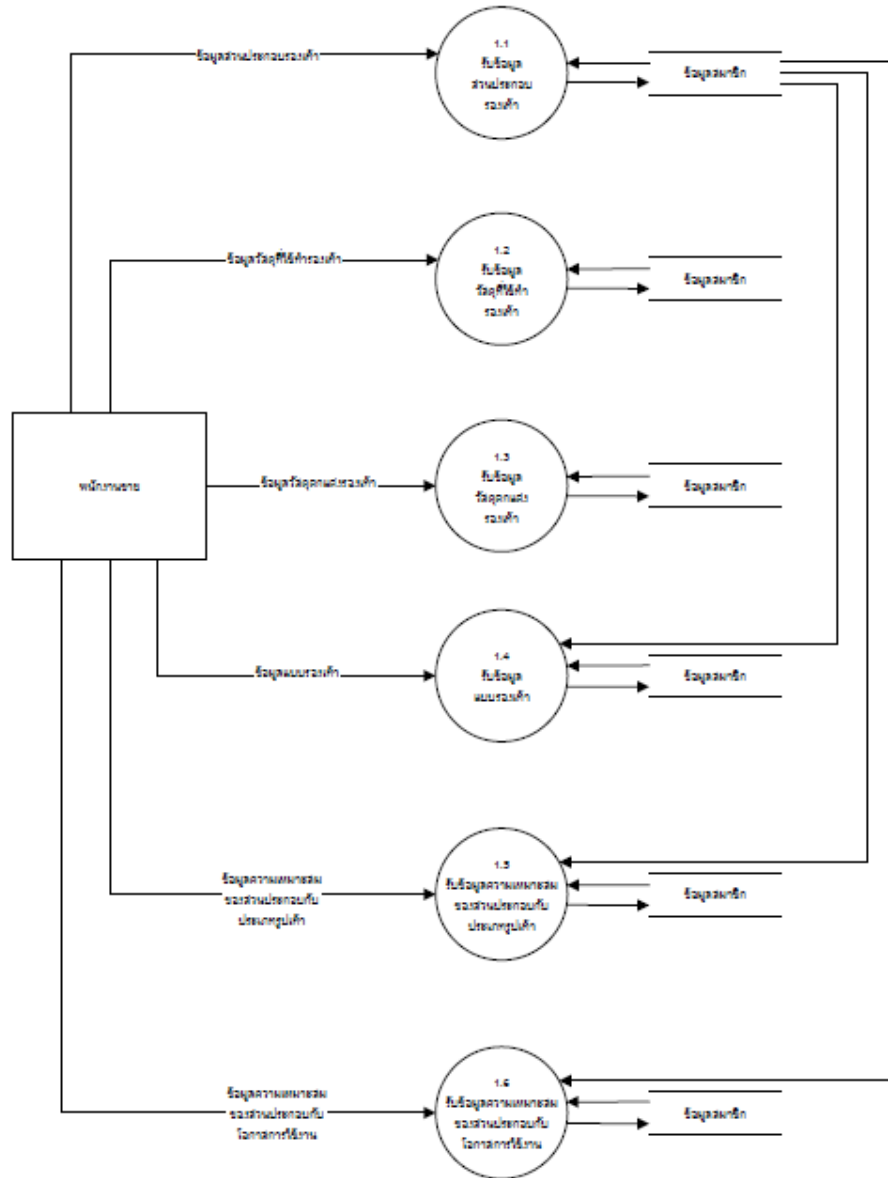 1.1
รับข้อมูล
ส่วนประกอบ
รองเท้า
ข้อมูลส่วนประกอบรองเท้า
ข้อมูลสมาชิก
1.2
รับข้อมูล
วัสดุที่ใช้ทำ
รองเท้า
ข้อมูลวัสดุที่ใช้ทำรองเท้า
ข้อมูลสมาชิก
พนักงานขาย
1.3
รับข้อมูล
วัสดุตกแต่ง
รองเท้า
ข้อมูลวัสดุตกแต่งรองเท้า
ข้อมูลสมาชิก
1.4
รับข้อมูล
แบบรองเท้า
ข้อมูลแบบรองเท้า
ข้อมูลสมาชิก
1.5
รับข้อมูลความเหมาะสม
ของส่วนประกอบกับ
ประเภทรูปเท้า
ข้อมูลความเหมาะสม
ของส่วนประกอบกับ
ประเภทรูปเท้า
ข้อมูลสมาชิก
1.6
รับข้อมูลความเหมาะสม
ของส่วนประกอบกับ
โอกาสการใช้งาน
ข้อมูลความเหมาะสม
ของส่วนประกอบกับ
โอกาสการใช้งาน
ข้อมูลสมาชิก